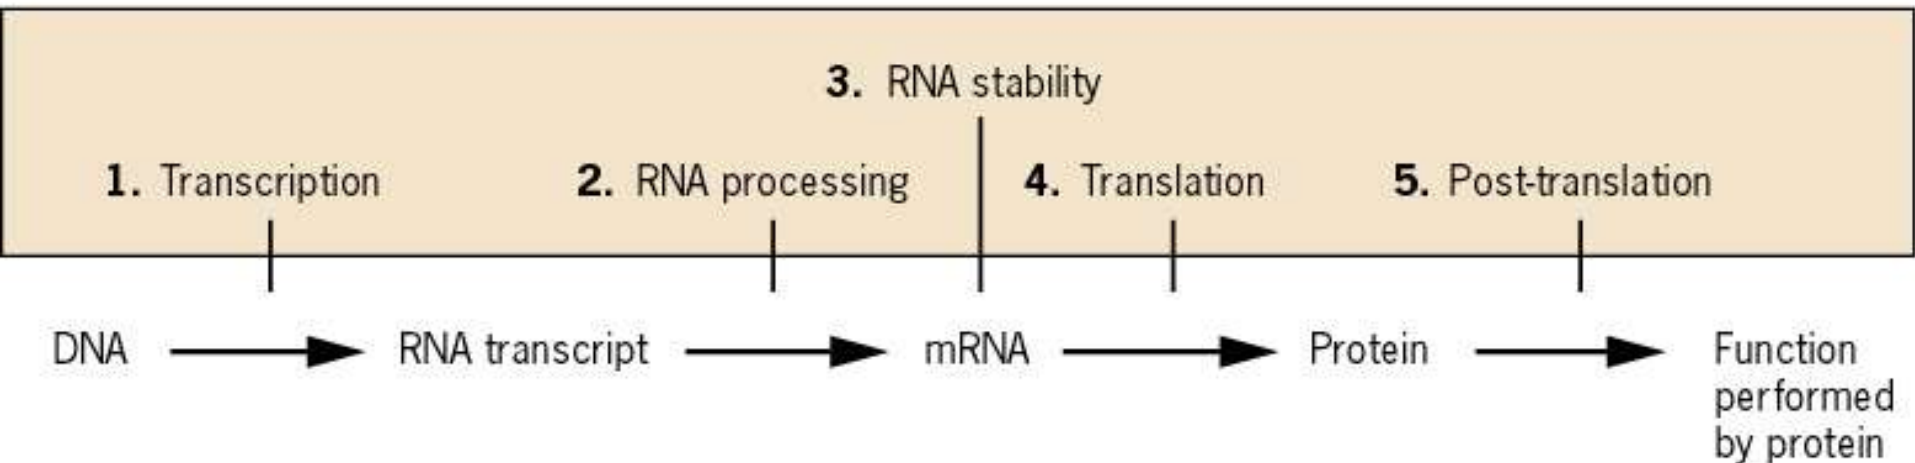 3. RNA stability
1. Transcription 2. RNA processing 4. Translation 5. Post-translation
DNA RNA transcript mRNA Protein Function
performed
by protein